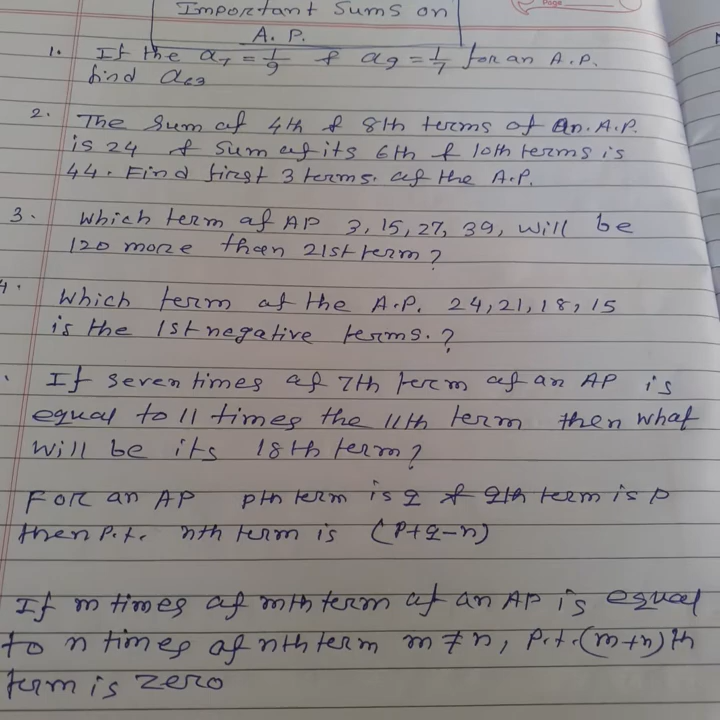 Important Sums on
A. P.
1. If the a₇ = 1/9 & a₉ = 1/7 for an A.P.
find a₆₃
2. The Sum of 4th & 8th terms of an. A.P.
is 24 & sum of its 6th & 10th terms is
44. Find first 3 terms. of the A.P.
3. Which term of AP 3, 15, 27, 39, will be
120 more than 21st term?
4. Which term of the A.P. 24, 21, 18, 15
is the 1st negative terms.?
If seven times of 7th term of an AP is
equal to 11 times the 11th term then what
will be its 18th term?
For an AP pth term is q & qth term is p
then P.t. nth term is (p+q-n)
If m times of mth term of an AP is equal
to n times of nth term m ≠ n, P.t. (m+n)th
term is zero